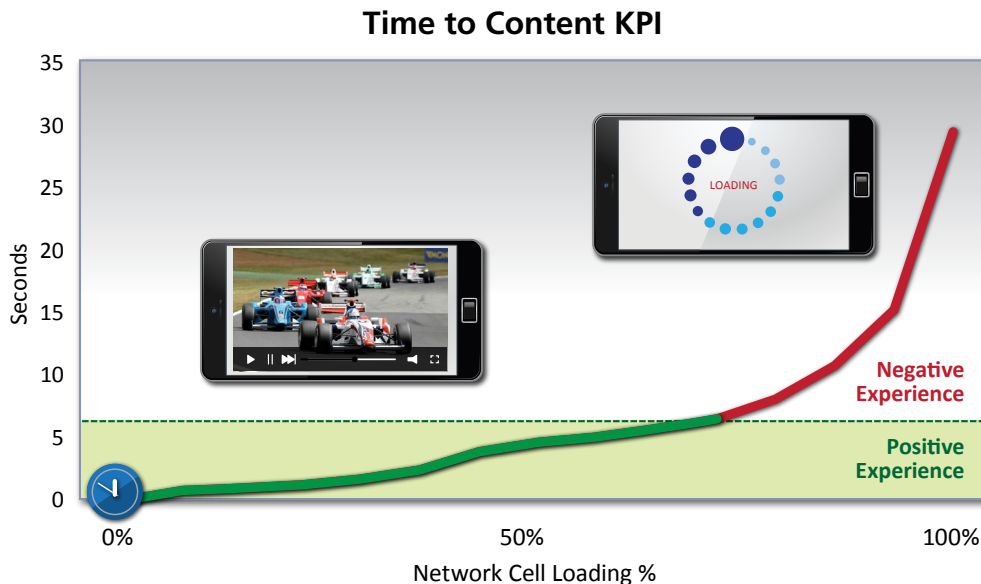 Time to Content KPI
35
30
25
20
15
10
5
0
Seconds
LOADING
Negative
Experience
Positive
Experience
0%
50%
100%
Network Cell Loading %